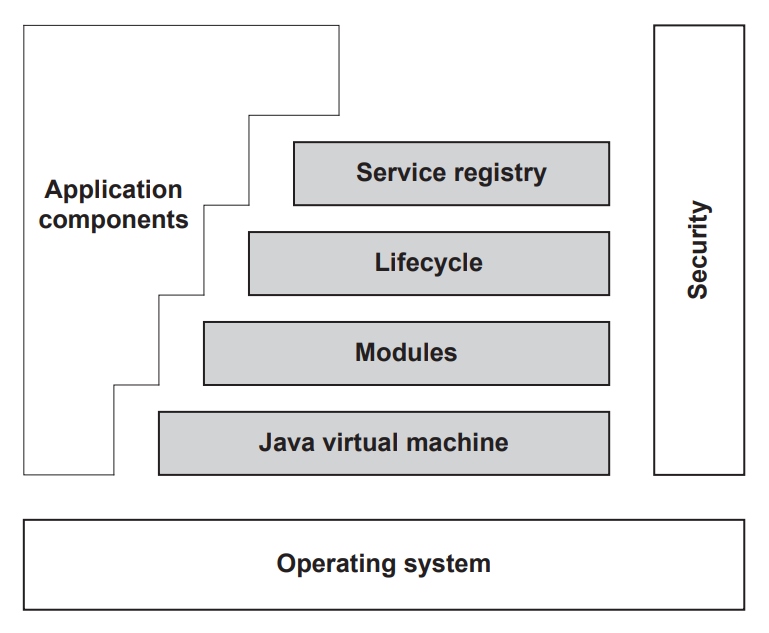 Application
components
Service registry
Lifecycle
Modules
Java virtual machine
Security
Operating system